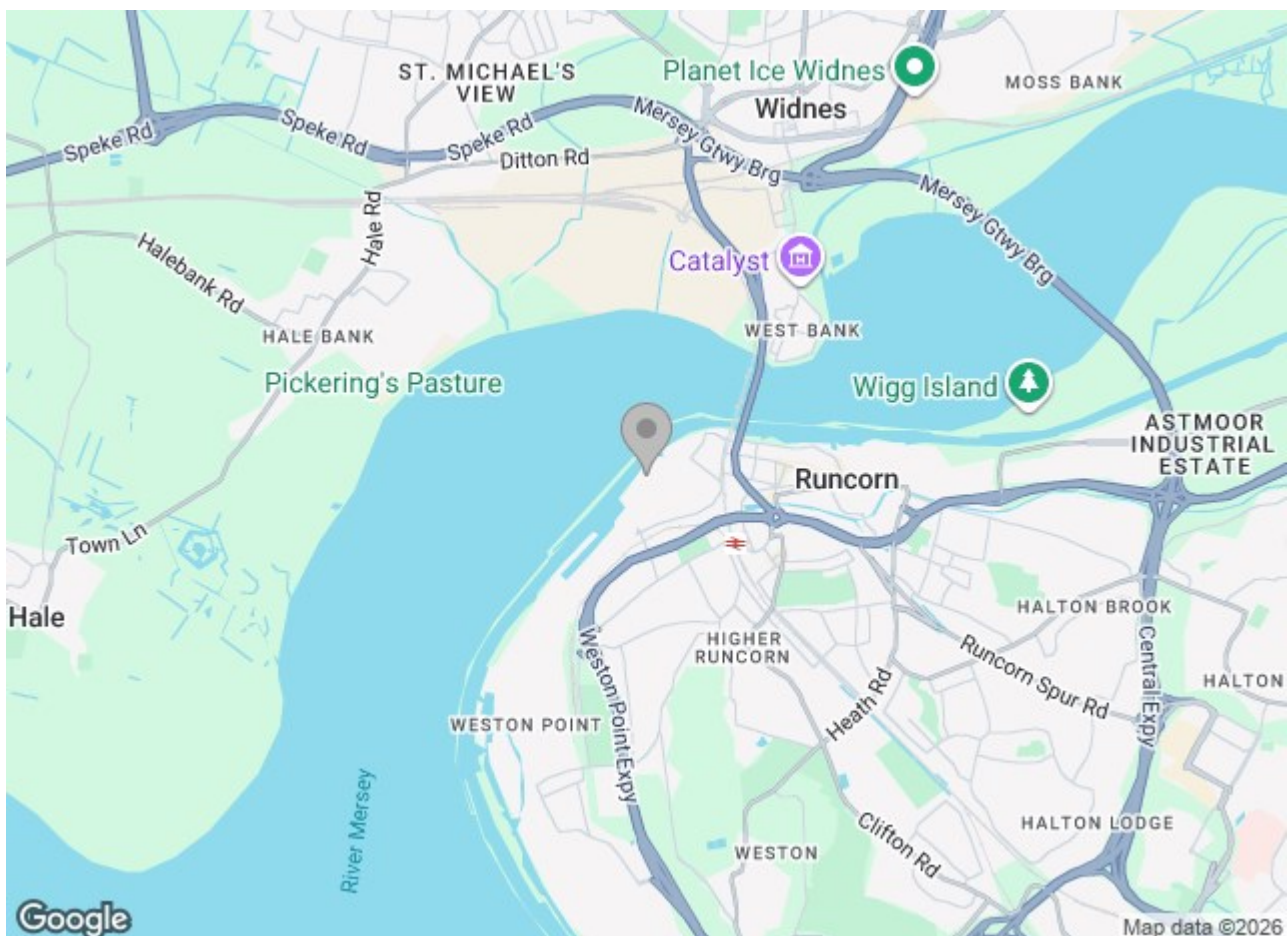 Planet Ice Widnes
MOSS BANK
ST. MICHAEL'S
VIEW
Widnes
Speke Rd
Speke Rd
Speke Rd
Ditton Rd
Mersey Gtwy Brg
Mersey Gtwy Brg
Hale Rd
Halebank Rd
Catalyst
HALE BANK
WEST BANK
Pickering's Pasture
Wigg Island
ASTMOOR
INDUSTRIAL
ESTATE
Runcorn
Town Ln
Hale
HALTON BROOK
HIGHER
RUNCORN
Weston Point Expy
Heath Rd
Runcorn Spur Rd
Central Expy
HALTON
WESTON POINT
River Mersey
HALTON LODGE
WESTON
Clifton Rd
Google
Map data ©2026